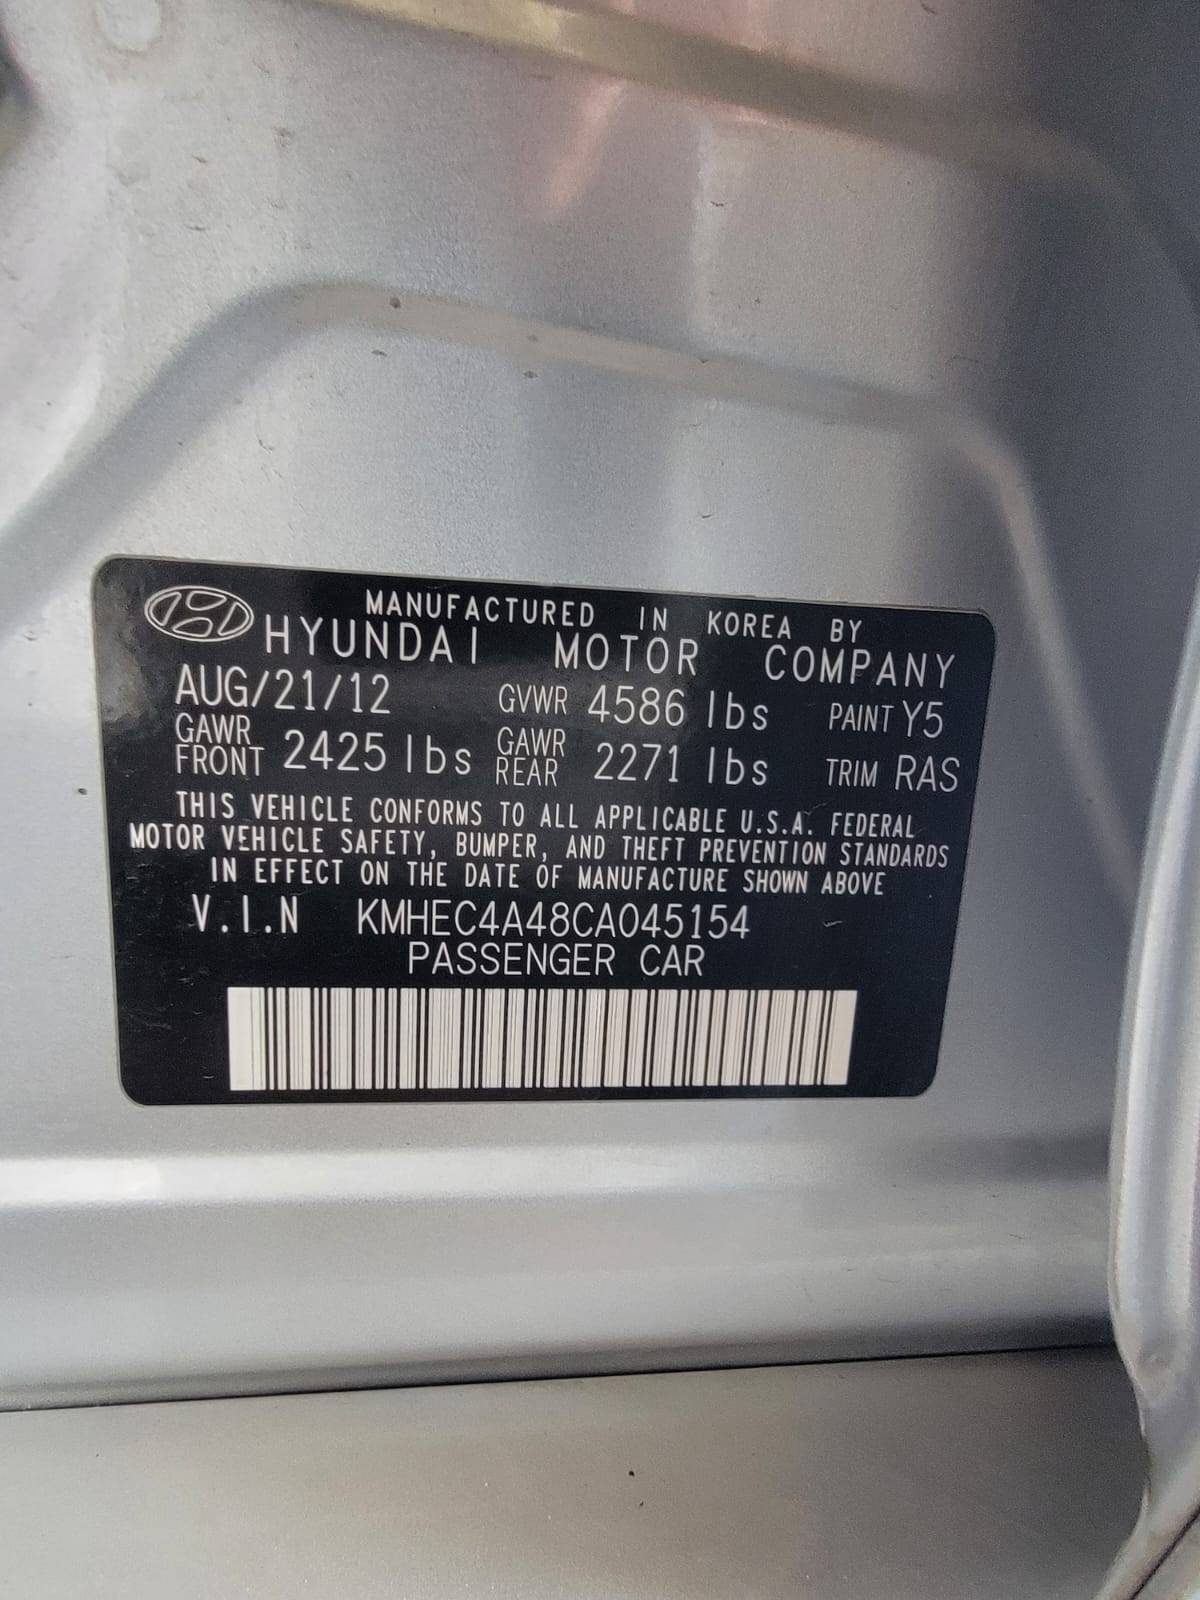 MANUFACTURED IN KOREA BY
HYUNDAI MOTOR COMPANY
AUG/21/12 GVWR 4586 lbs PAINT Y5
GAWR FRONT 2425 lbs GAWR REAR 2271 lbs TRIM RAS
THIS VEHICLE CONFORMS TO ALL APPLICABLE U.S.A. FEDERAL
MOTOR VEHICLE SAFETY, BUMPER, AND THEFT PREVENTION STANDARDS
IN EFFECT ON THE DATE OF MANUFACTURE SHOWN ABOVE
V.I.N KMHEC4A48CA045154
PASSENGER CAR